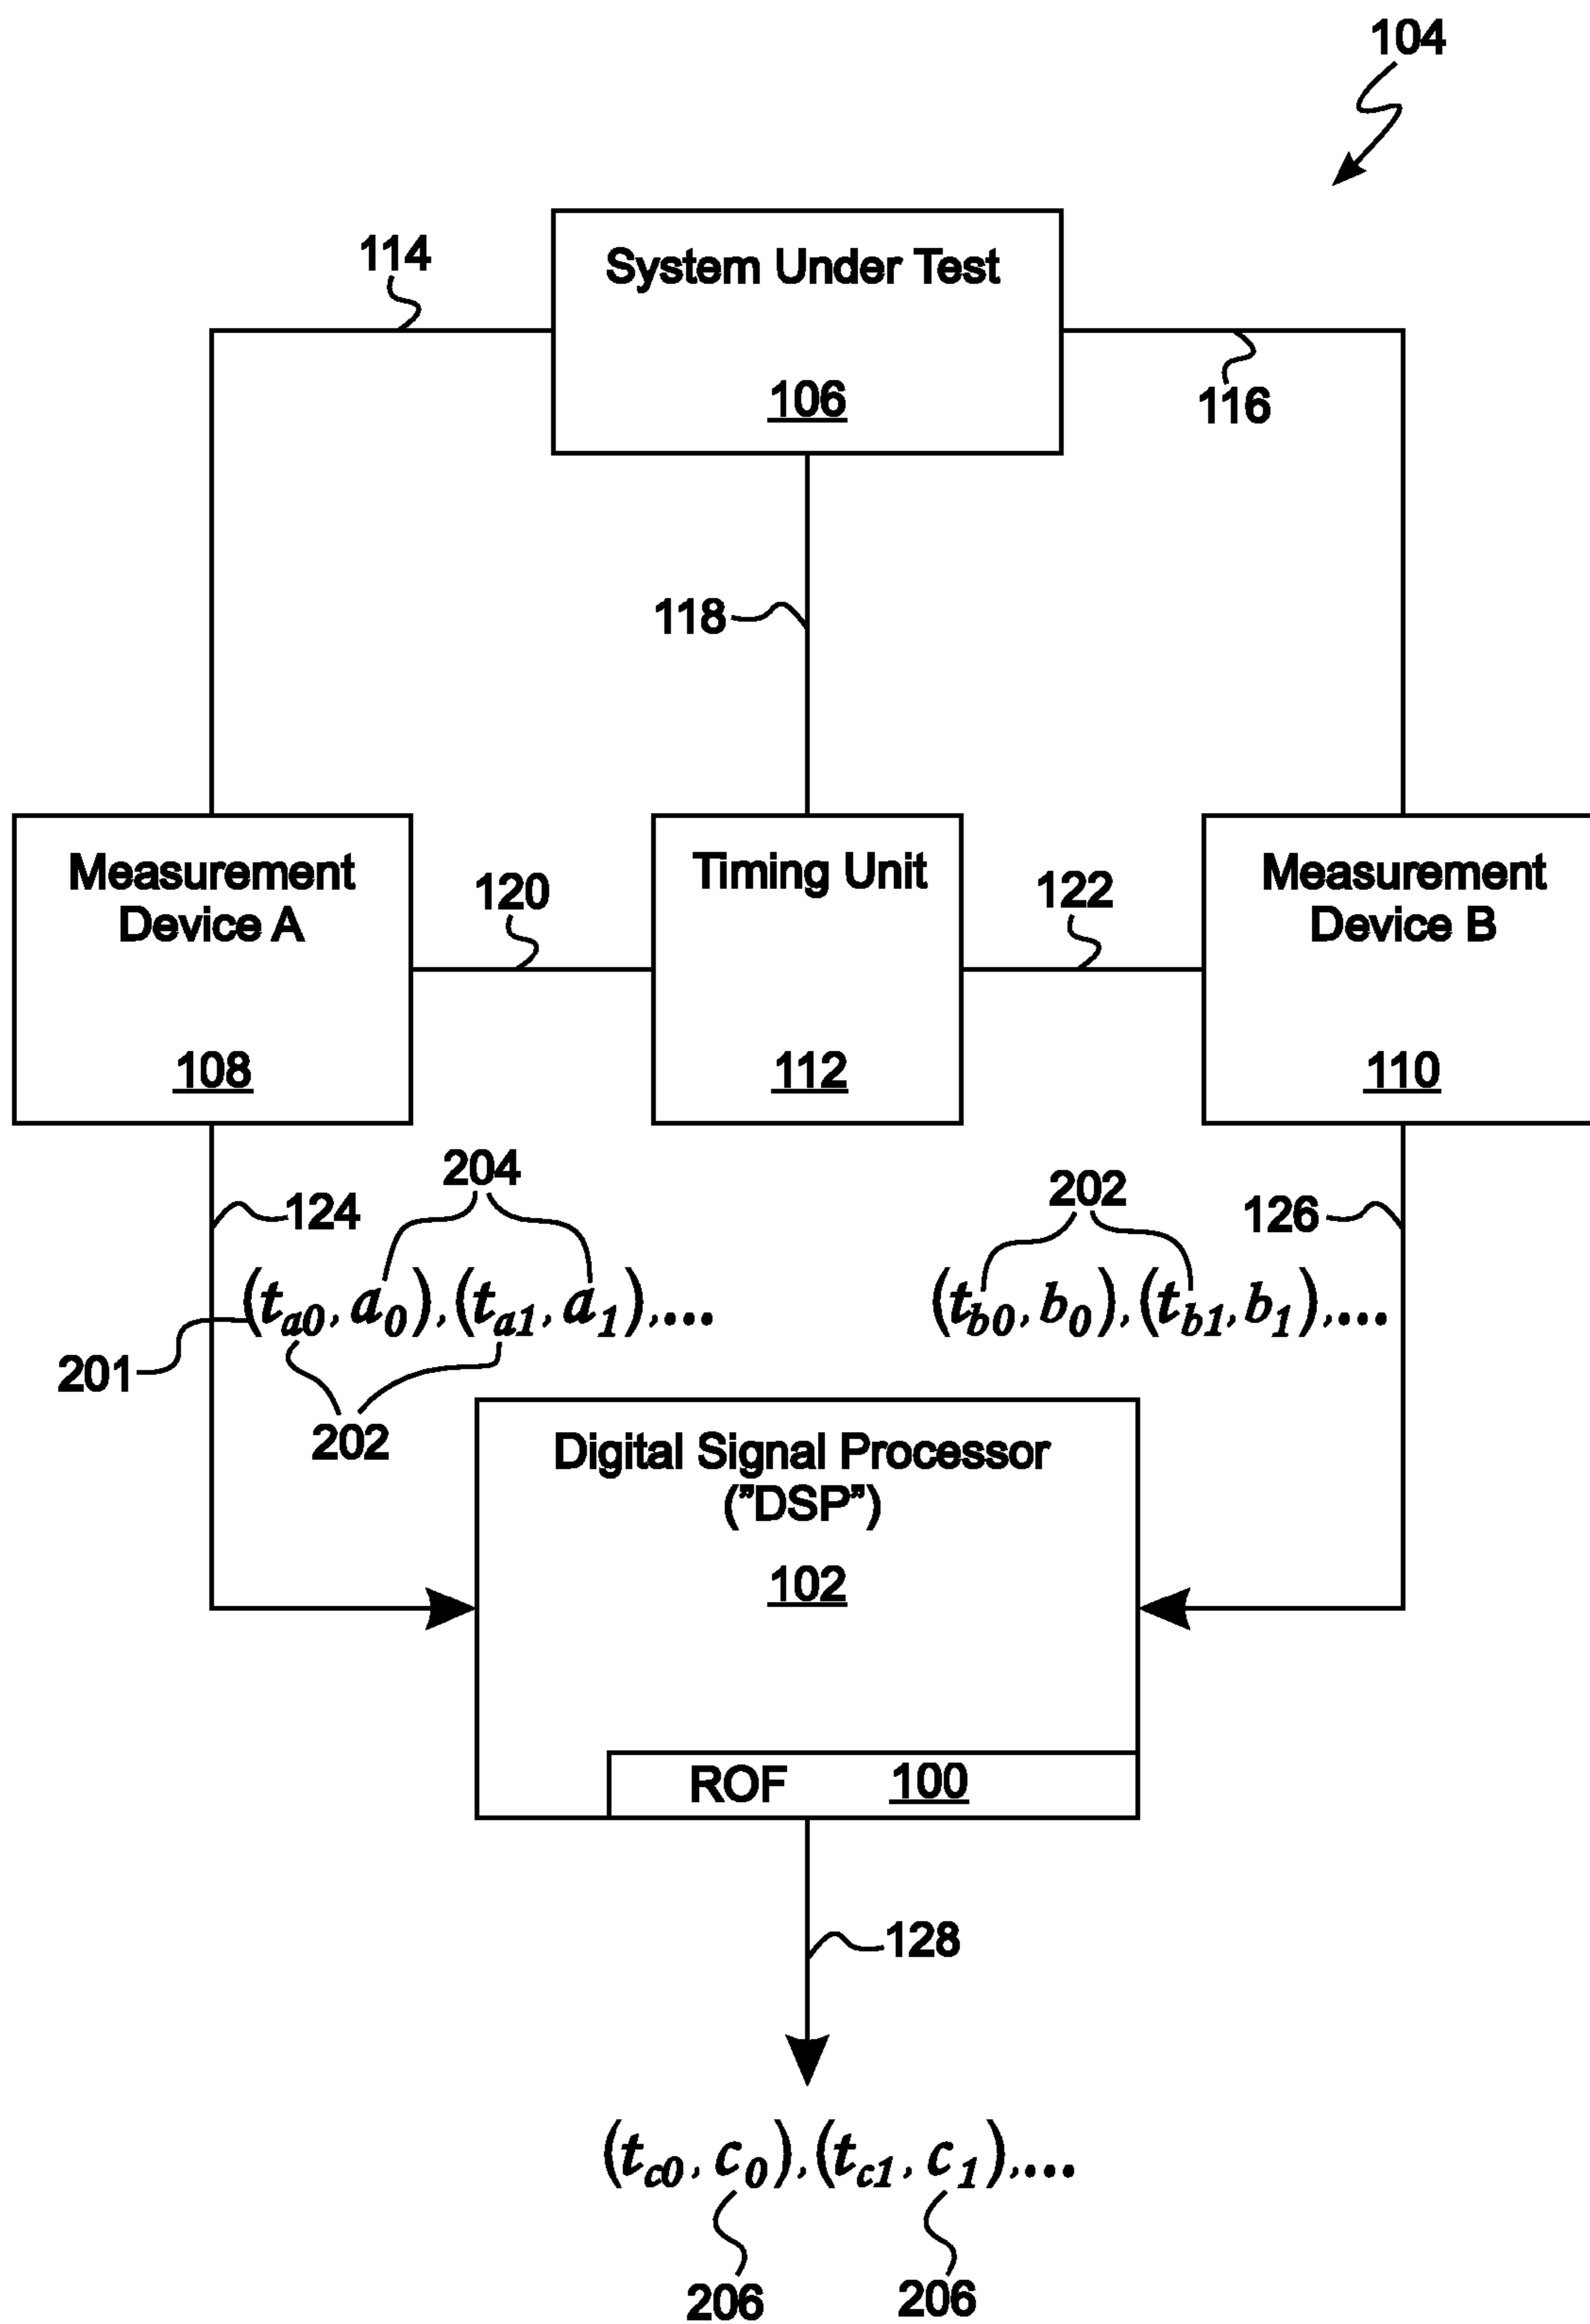 104
114
System Under Test
106
116
118
Measurement
Device A
108
120
Timing Unit
112
122
Measurement
Device B
110
204
202
124
126
(ta0, a0),(ta1, a1),....
(tb0, b0),(tb1, b1),....
201
202
Digital Signal Processor
("DSP")
102
ROF 100
128
(tc0, c0),(tc1, c1),....
206 206